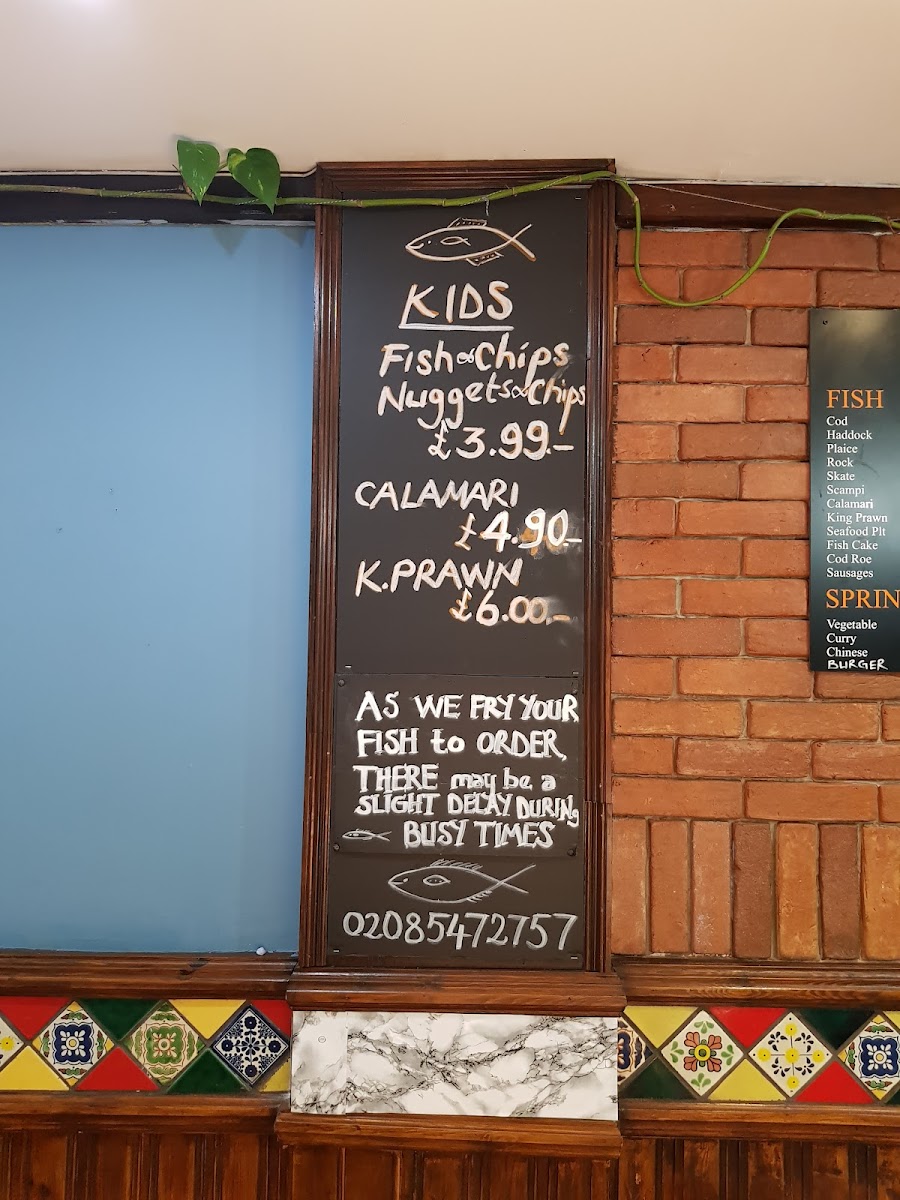 KIDS
Fish & Chips
Nuggets & Chips
£3.99.-
CALAMARI
£4.90.-
K.PRAWN
£6.00.-
AS WE FRY YOUR
FISH to ORDER,
THERE may be a
SLIGHT DELAY DURING
BUSY TIMES
02085472757
FISH
Cod
Haddock
Plaice
Rock
Skate
Scampi
Calamari
King Prawn
Seafood Plt
Fish Cake
Cod Roe
Sausages
SPRIN
Vegetable
Curry
Chinese
BURGER